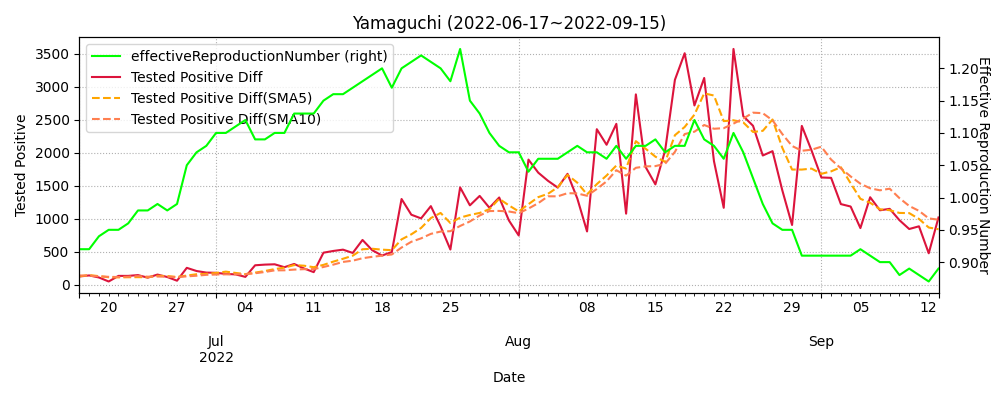 Yamaguchi (2022-06-17~2022-09-15)
effectiveReproductionNumber (right)
Tested Positive Diff
Tested Positive Diff(SMA5)
Tested Positive Diff(SMA10)
Tested Positive
3500
3000
2500
2000
1500
1000
500
0
1.20
1.15
1.10
1.05
1.00
0.95
0.90
Effective Reproduction Number
20 27 04 11 18 25 08 15 22 29 05 12
Jul Aug Sep
2022
Date